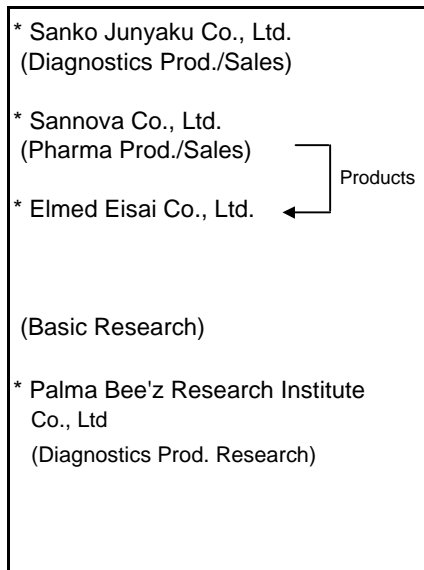 * Sanko Junyaku Co., Ltd.
(Diagnostics Prod./Sales)
* Sannova Co., Ltd.
(Pharma Prod./Sales)
Products
* Elmed Eisai Co., Ltd.
(Basic Research)
* Palma Bee'z Research Institute
Co., Ltd
(Diagnostics Prod. Research)